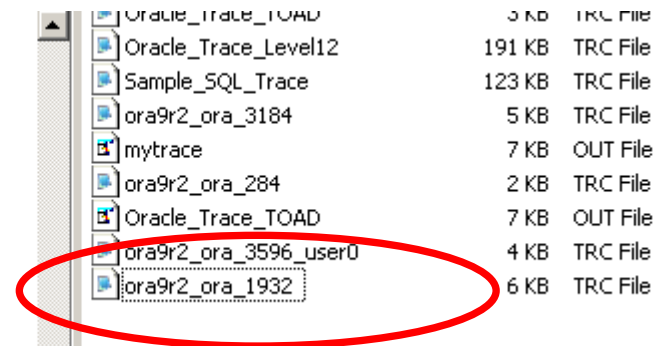 Oracle_Trace_TOAD 3 KB TRC File
Oracle_Trace_Level12 191 KB TRC File
Sample_SQL_Trace 123 KB TRC File
ora9r2_ora_3184 5 KB TRC File
mytrace 7 KB OUT File
ora9r2_ora_284 2 KB TRC File
Oracle_Trace_TOAD 7 KB OUT File
ora9r2_ora_3596_user0 4 KB TRC File
ora9r2_ora_1932 6 KB TRC File